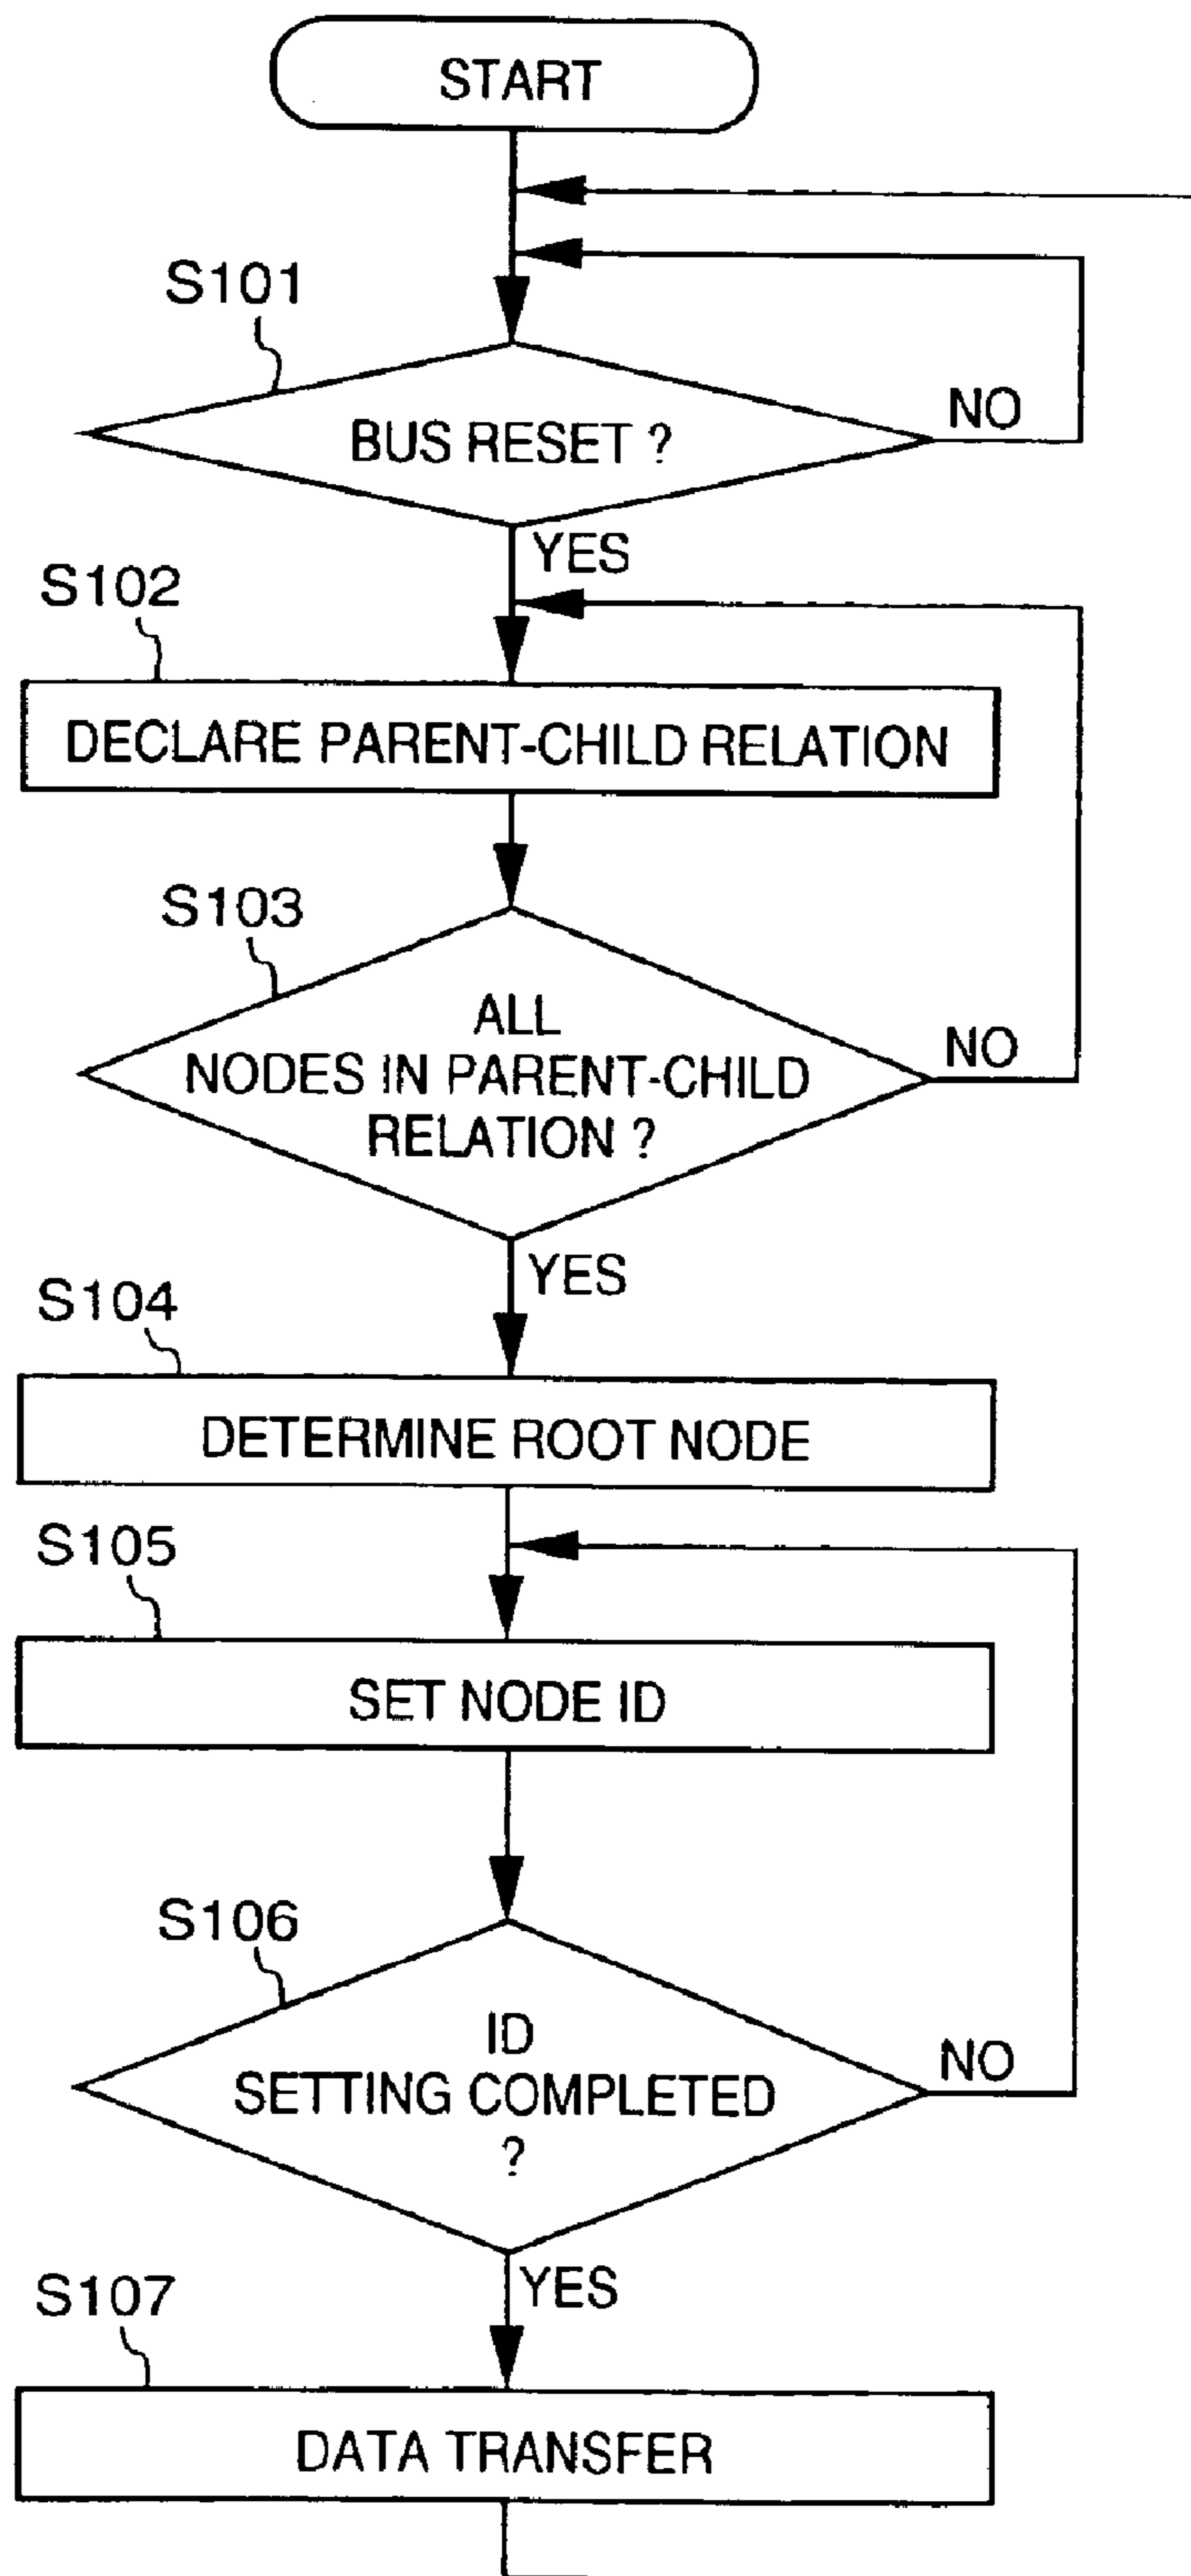 START
S101
BUS RESET ?
NO
YES
S102
DECLARE PARENT-CHILD RELATION
S103
ALL
NODES IN PARENT-CHILD
RELATION ?
NO
YES
S104
DETERMINE ROOT NODE
S105
SET NODE ID
S106
ID
SETTING COMPLETED
?
NO
YES
S107
DATA TRANSFER